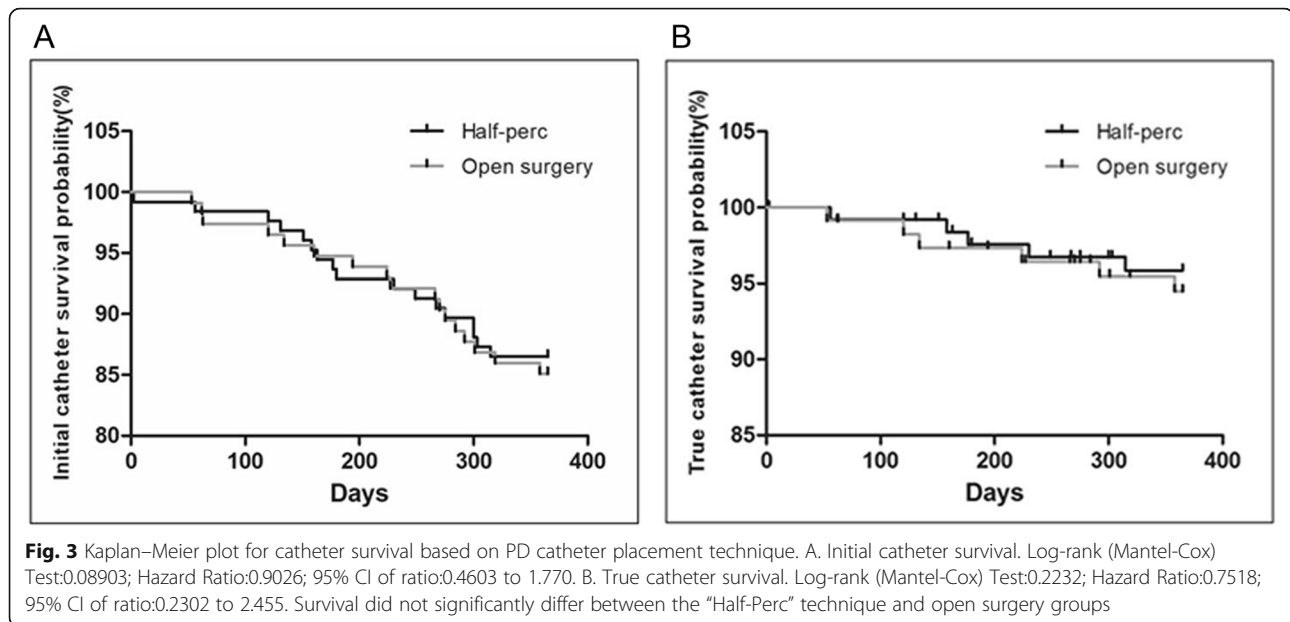 A
Initial catheter survival probability(%)
105
100
95
90
85
80
Half-perc
Open surgery
0 100 200 300 400
Days
B
True catheter survival probability(%)
105
100
95
90
85
Half-perc
Open surgery
0 100 200 300 400
Days
Fig. 3 Kaplan–Meier plot for catheter survival based on PD catheter placement technique. A. Initial catheter survival. Log-rank (Mantel-Cox)
Test:0.08903; Hazard Ratio:0.9026; 95% CI of ratio:0.4603 to 1.770. B. True catheter survival. Log-rank (Mantel-Cox) Test:0.2232; Hazard Ratio:0.7518;
95% CI of ratio:0.2302 to 2.455. Survival did not significantly differ between the “Half-Perc” technique and open surgery groups